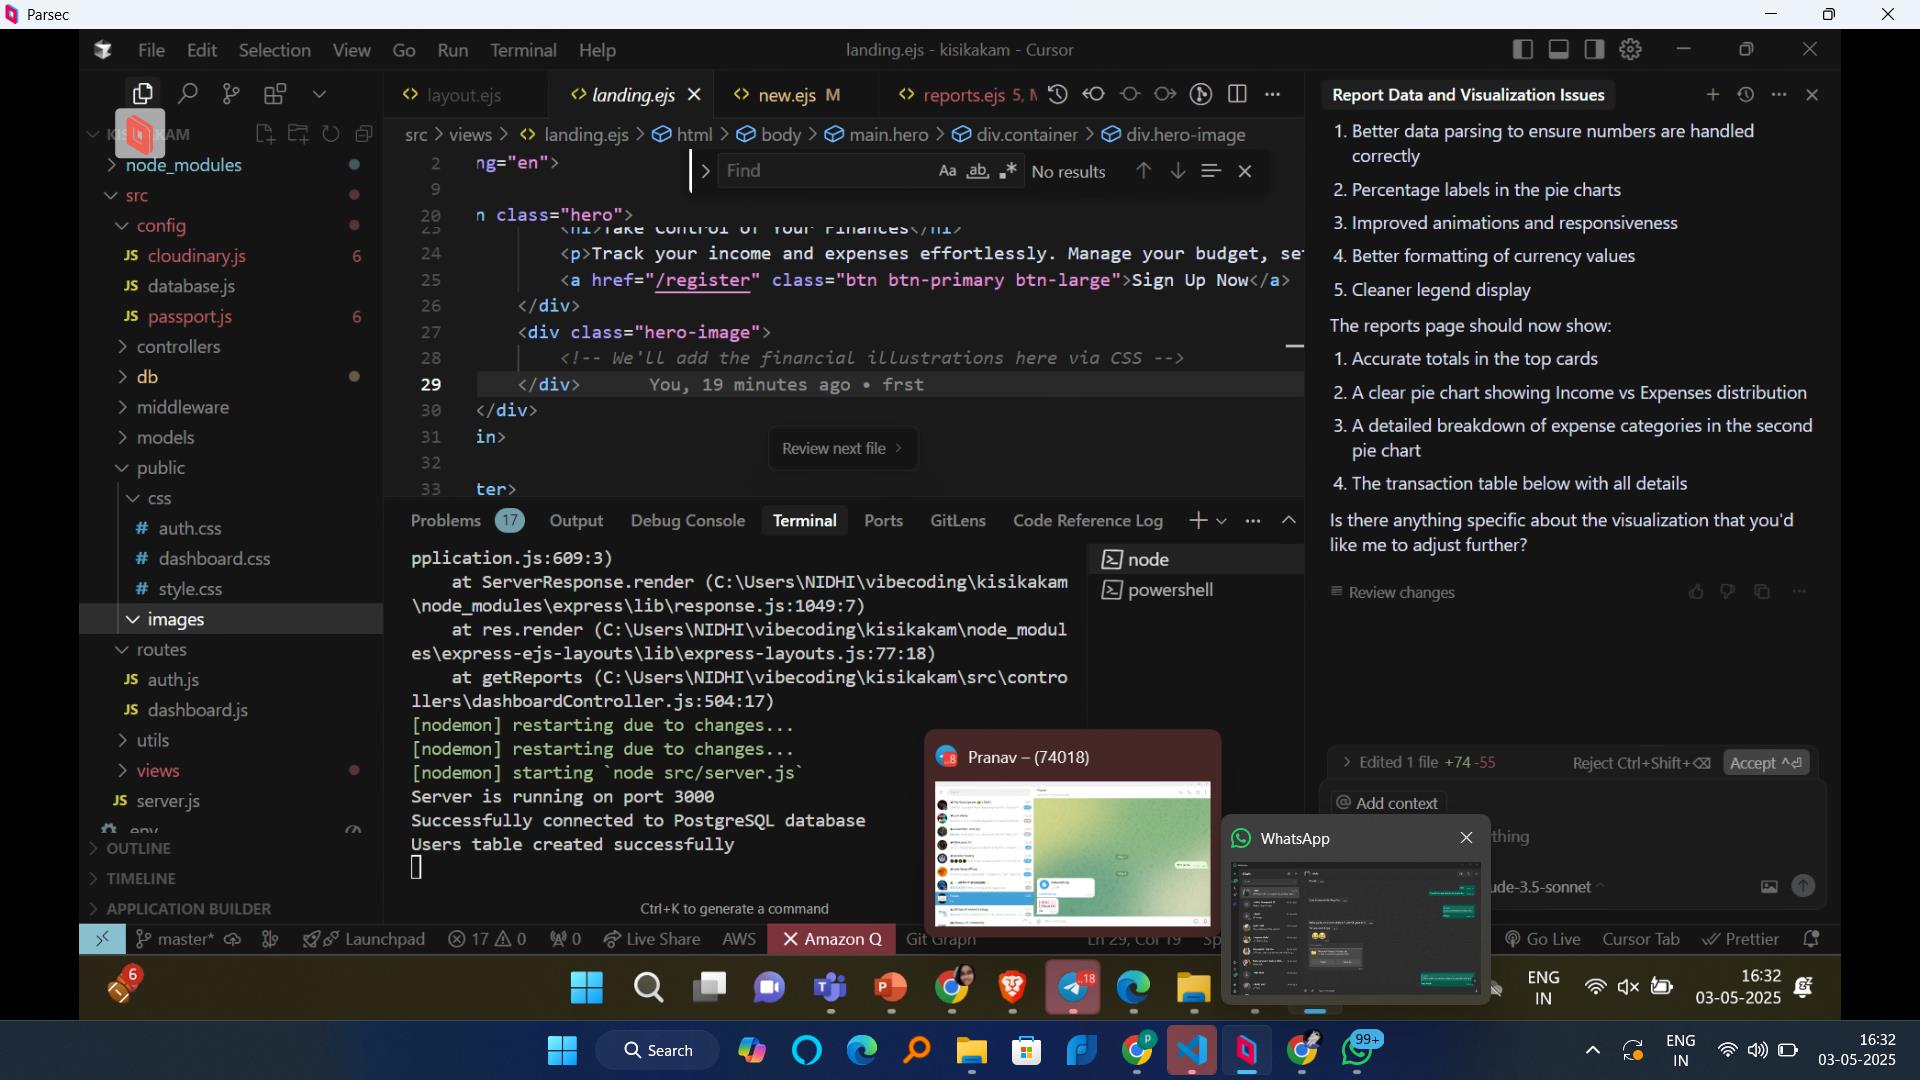 Parsec
File Edit Selection View Go Run Terminal Help
landing.ejs - kisikakam - Cursor
layout.ejs
landing.ejs
new.ejs M
reports.ejs 5, M
Report Data and Visualization Issues
src > views > landing.ejs > html > body > main.hero > div.container > div.hero-image
node_modules
src
config
JS cloudinary.js 6
JS database.js
JS passport.js 6
controllers
db
middleware
models
public
css
# auth.css
# dashboard.css
# style.css
images
routes
JS auth.js
JS dashboard.js
utils
views
JS server.js
OUTLINE
TIMELINE
APPLICATION BUILDER
Find
Aa ab .* No results
2 ng="en">
9
20 n class="hero">
23 <h1>Take Control of Your Finances</h1>
24 <p>Track your income and expenses effortlessly. Manage your budget, se
25 <a href="/register" class="btn btn-primary btn-large">Sign Up Now</a>
26 </div>
27 <div class="hero-image">
28 <!-- We'll add the financial illustrations here via CSS -->
29 </div> You, 19 minutes ago • frst
30 </div>
31 in>
32
33 ter>
Review next file >
Problems 17 Output Debug Console Terminal Ports GitLens Code Reference Log
pplication.js:609:3)
at ServerResponse.render (C:\Users\NIDHI\vibecoding\kisikakam
\node_modules\express\lib\response.js:1049:7)
at res.render (C:\Users\NIDHI\vibecoding\kisikakam\node_modul
es\express-ejs-layouts\lib\express-layouts.js:77:18)
at getReports (C:\Users\NIDHI\vibecoding\kisikakam\src\contro
llers\dashboardController.js:504:17)
[nodemon] restarting due to changes...
[nodemon] restarting due to changes...
[nodemon] starting `node src/server.js`
Server is running on port 3000
Successfully connected to PostgreSQL database
Users table created successfully
Ctrl+K to generate a command
node
powershell
1. Better data parsing to ensure numbers are handled
correctly
2. Percentage labels in the pie charts
3. Improved animations and responsiveness
4. Better formatting of currency values
5. Cleaner legend display
The reports page should now show:
1. Accurate totals in the top cards
2. A clear pie chart showing Income vs Expenses distribution
3. A detailed breakdown of expense categories in the second
pie chart
4. The transaction table below with all details
Is there anything specific about the visualization that you'd
like me to adjust further?
Review changes
> Edited 1 file +74 -55 Reject Ctrl+Shift+⌫ Accept ^⏎
@ Add context
Pranav – (74018)
WhatsApp
master* Launchpad 17 0 0 Live Share AWS Amazon Q Git Graph Ln 29, Col 19 Go Live Cursor Tab Prettier
6
18
ENG
IN
16:32
03-05-2025
Search
99+
ENG
IN
16:32
03-05-2025